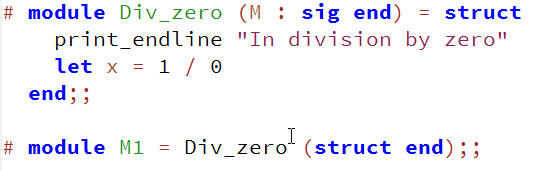 # module Div_zero (M : sig end) = struct
    print_endline "In division by zero"
    let x = 1 / 0
  end;;
# module M1 = Div_zero (struct end);;